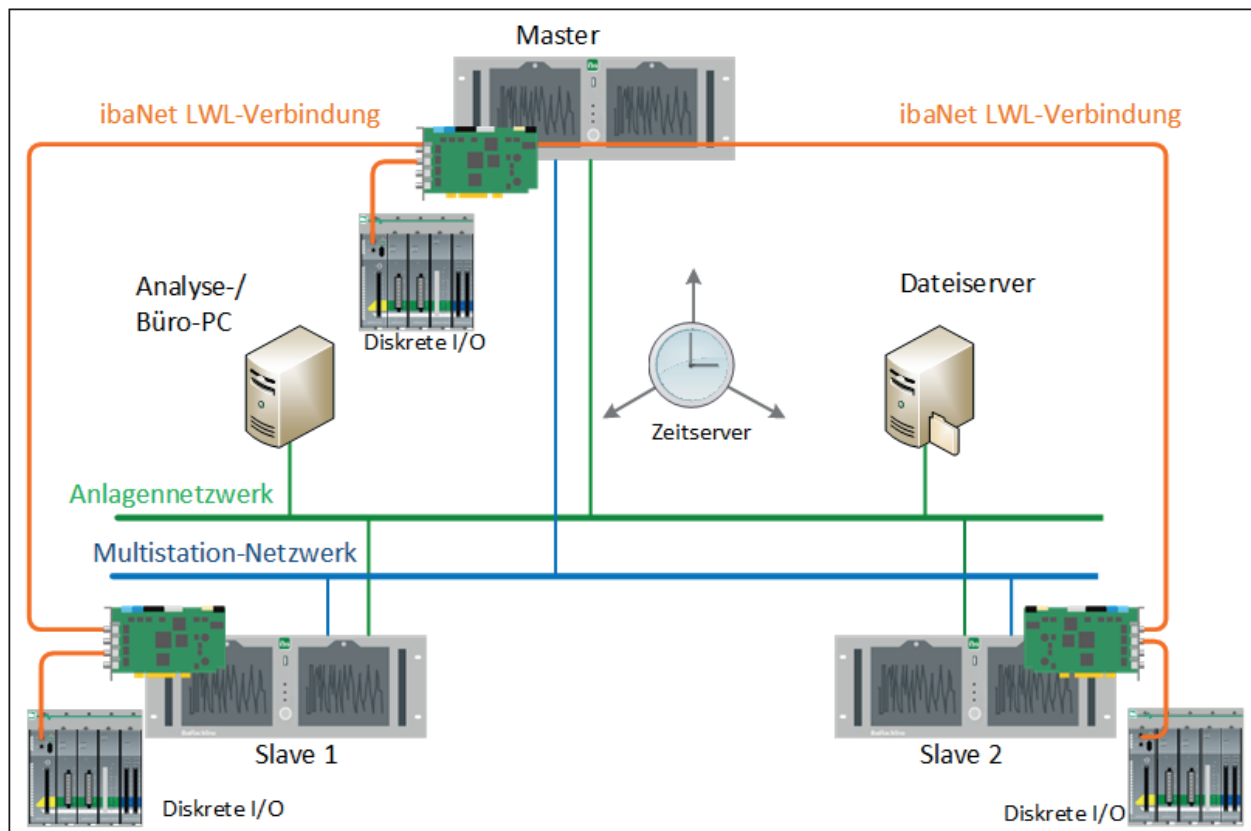 Master
ibaNet LWL-Verbindung
ibaNet LWL-Verbindung
Analyse-/
Büro-PC
Diskrete I/O
Dateiserver
Zeitserver
Anlagennetzwerk
Multistation-Netzwerk
Slave 1
Slave 2
Diskrete I/O
Diskrete I/O